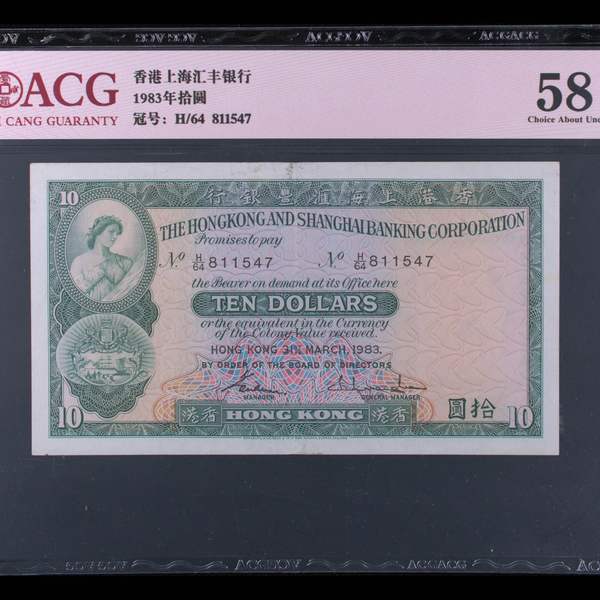 ACG
CANG GUARANTY
香港上海汇丰银行
1983年拾圆
冠号: H/64 811547
58
Choice About Unc
行銀豐匯海上港香
10
THE HONGKONG AND SHANGHAI BANKING CORPORATION
Promises to pay
No H/64 811547 No H/64 811547
the Bearer on demand at its Office here
TEN DOLLARS
or the equivalent in the Currency
of the Colony, Value received.
HONG KONG 31ST MARCH, 1983.
BY ORDER OF THE BOARD OF DIRECTORS
MANAGER GENERAL MANAGER
10 港香 HONG KONG 港香 圓拾 10